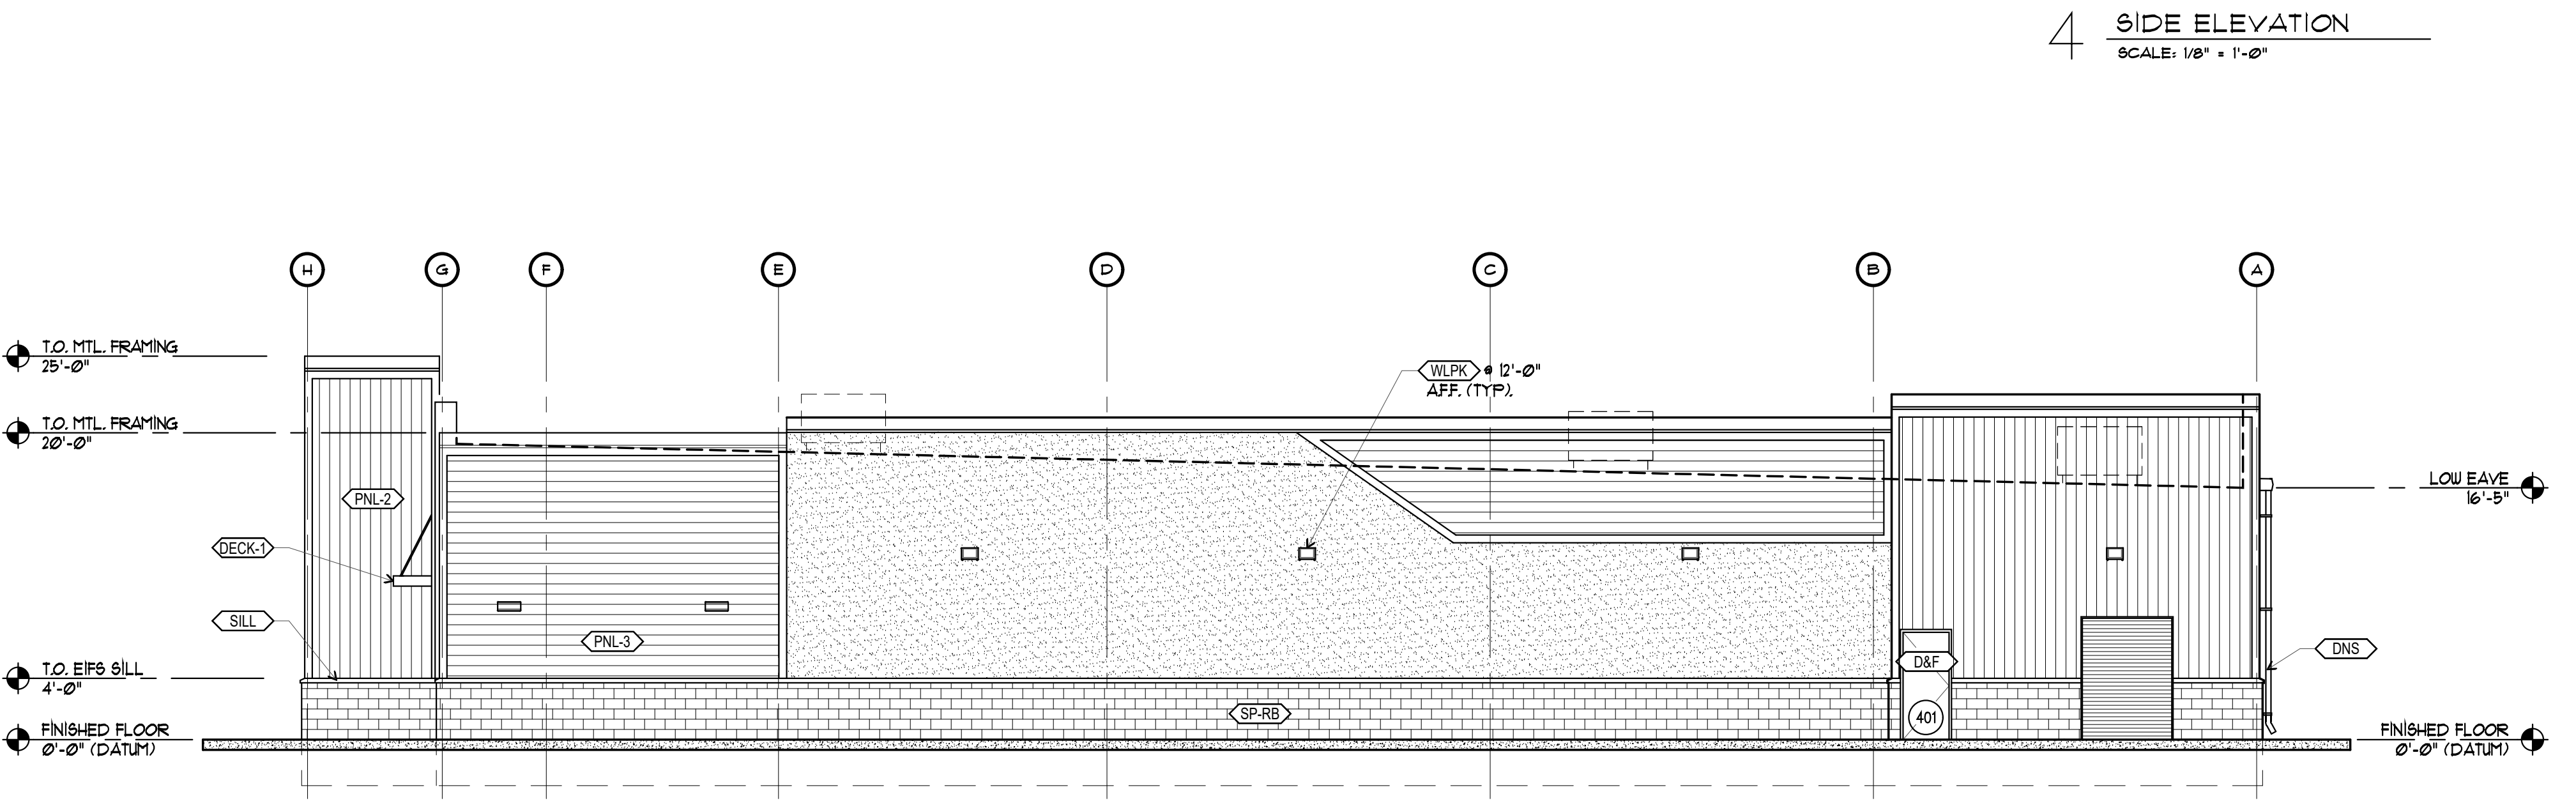 4 SIDE ELEVATION
SCALE: 1/8" = 1'-0"
H G F E D C B A
T.O. MTL. FRAMING
25'-0"
WLPK @ 12'-0"
A.F.F. (TYP).
T.O. MTL. FRAMING
20'-0"
LOW EAVE
16'-5"
PNL-2
DECK-1
SILL
PNL-3
DNS
D&F
T.O. EIFS SILL
4'-0"
SP-RB
401
FINISHED FLOOR
0'-0" (DATUM)
FINISHED FLOOR
0'-0" (DATUM)